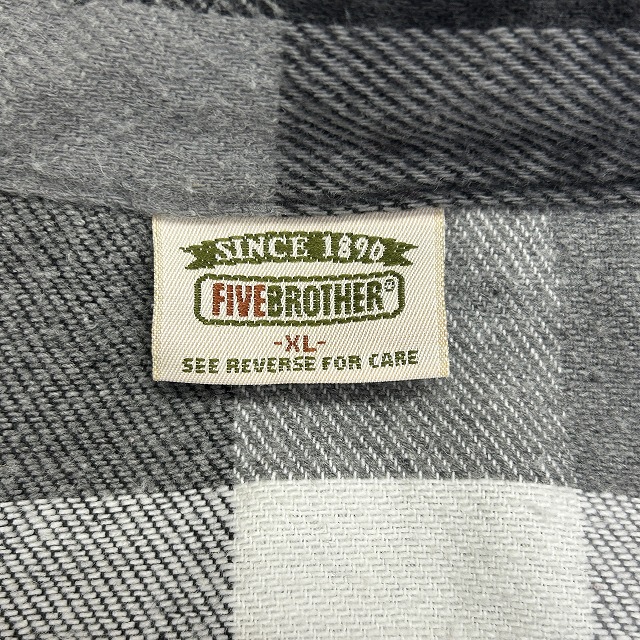 SINCE 1890
FIVEBROTHER®
-XL-
SEE REVERSE FOR CARE